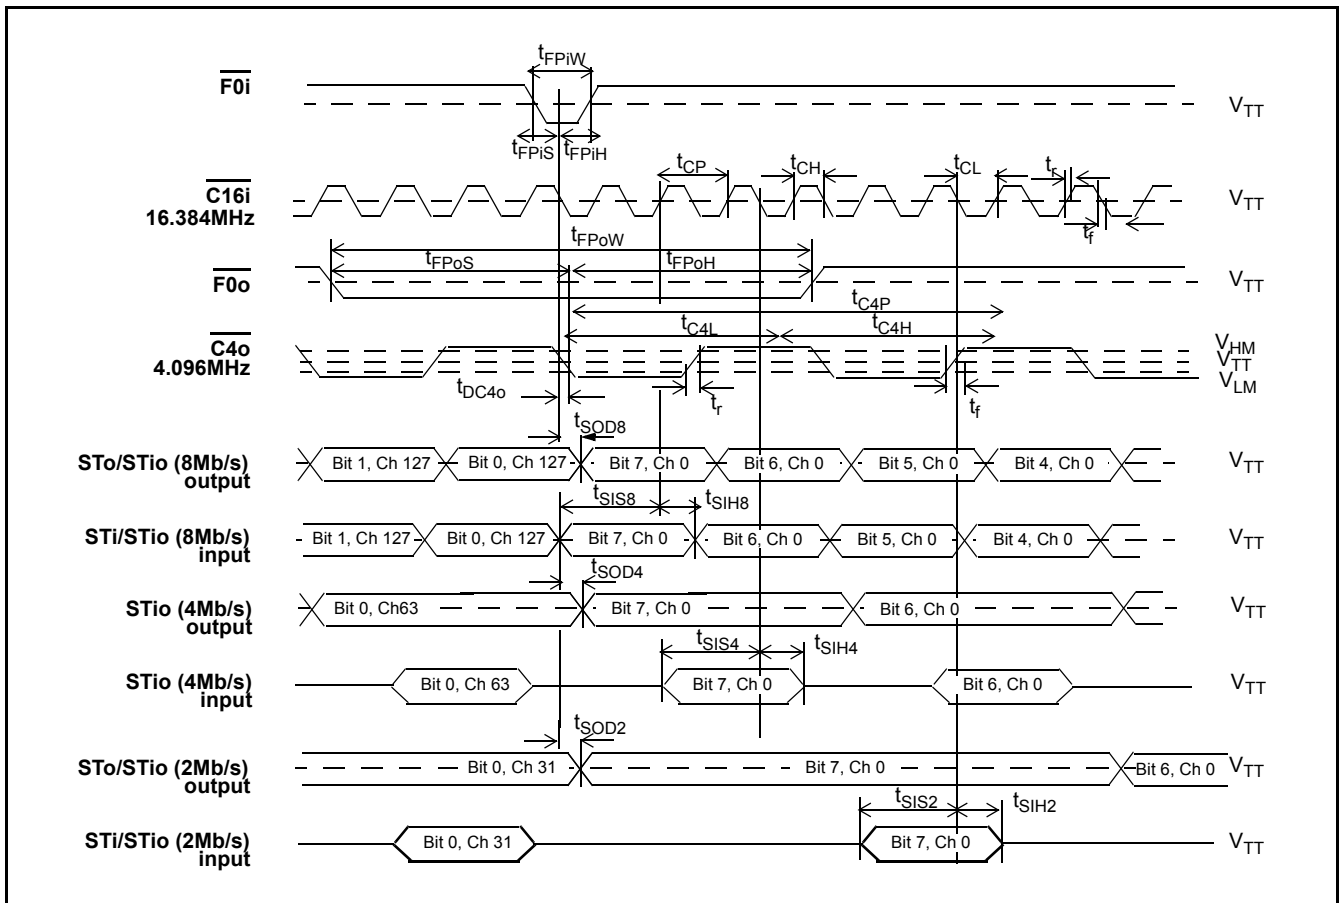 tFPiW
F0i
VTT
tFPiS tFPiH
tCP tCH tCL tr
C16i
16.384MHz
VTT
tf
tFPoW
tFPoS tFPoH
F0o
VTT
tC4P
tC4L tC4H
C4o
4.096MHz
VHM
VTT
VLM
tDC4o
tr tf
tSOD8
STo/STio (8Mb/s)
output
Bit 1, Ch 127 Bit 0, Ch 127 Bit 7, Ch 0 Bit 6, Ch 0 Bit 5, Ch 0 Bit 4, Ch 0 VTT
tSIS8 tSIH8
STi/STio (8Mb/s)
input
Bit 1, Ch 127 Bit 0, Ch 127 Bit 7, Ch 0 Bit 6, Ch 0 Bit 5, Ch 0 Bit 4, Ch 0 VTT
tSOD4
STio (4Mb/s)
output
Bit 0, Ch63 Bit 7, Ch 0 Bit 6, Ch 0 VTT
tSIS4 tSIH4
STio (4Mb/s)
input
Bit 0, Ch 63 Bit 7, Ch 0 Bit 6, Ch 0 VTT
tSOD2
STo/STio (2Mb/s)
output
Bit 0, Ch 31 Bit 7, Ch 0 Bit 6, Ch 0 VTT
tSIS2 tSIH2
STi/STio (2Mb/s)
input
Bit 0, Ch 31 Bit 7, Ch 0 VTT